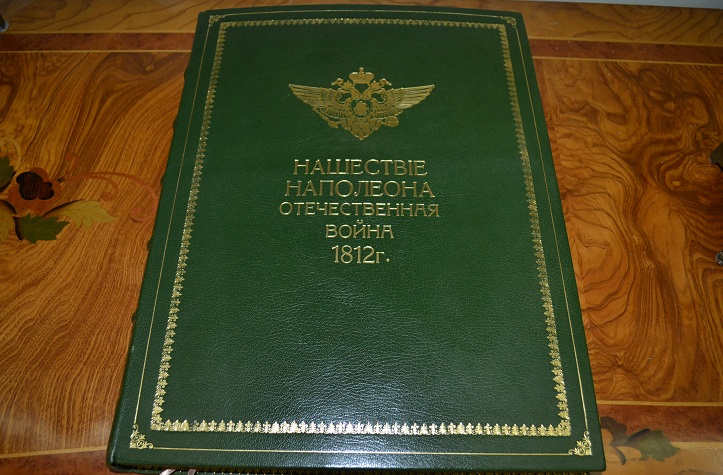 НАШЕСТВІЕ
НАПОЛЕОНА
ОТЕЧЕСТВЕННАЯ
ВОЙНА
1812г.